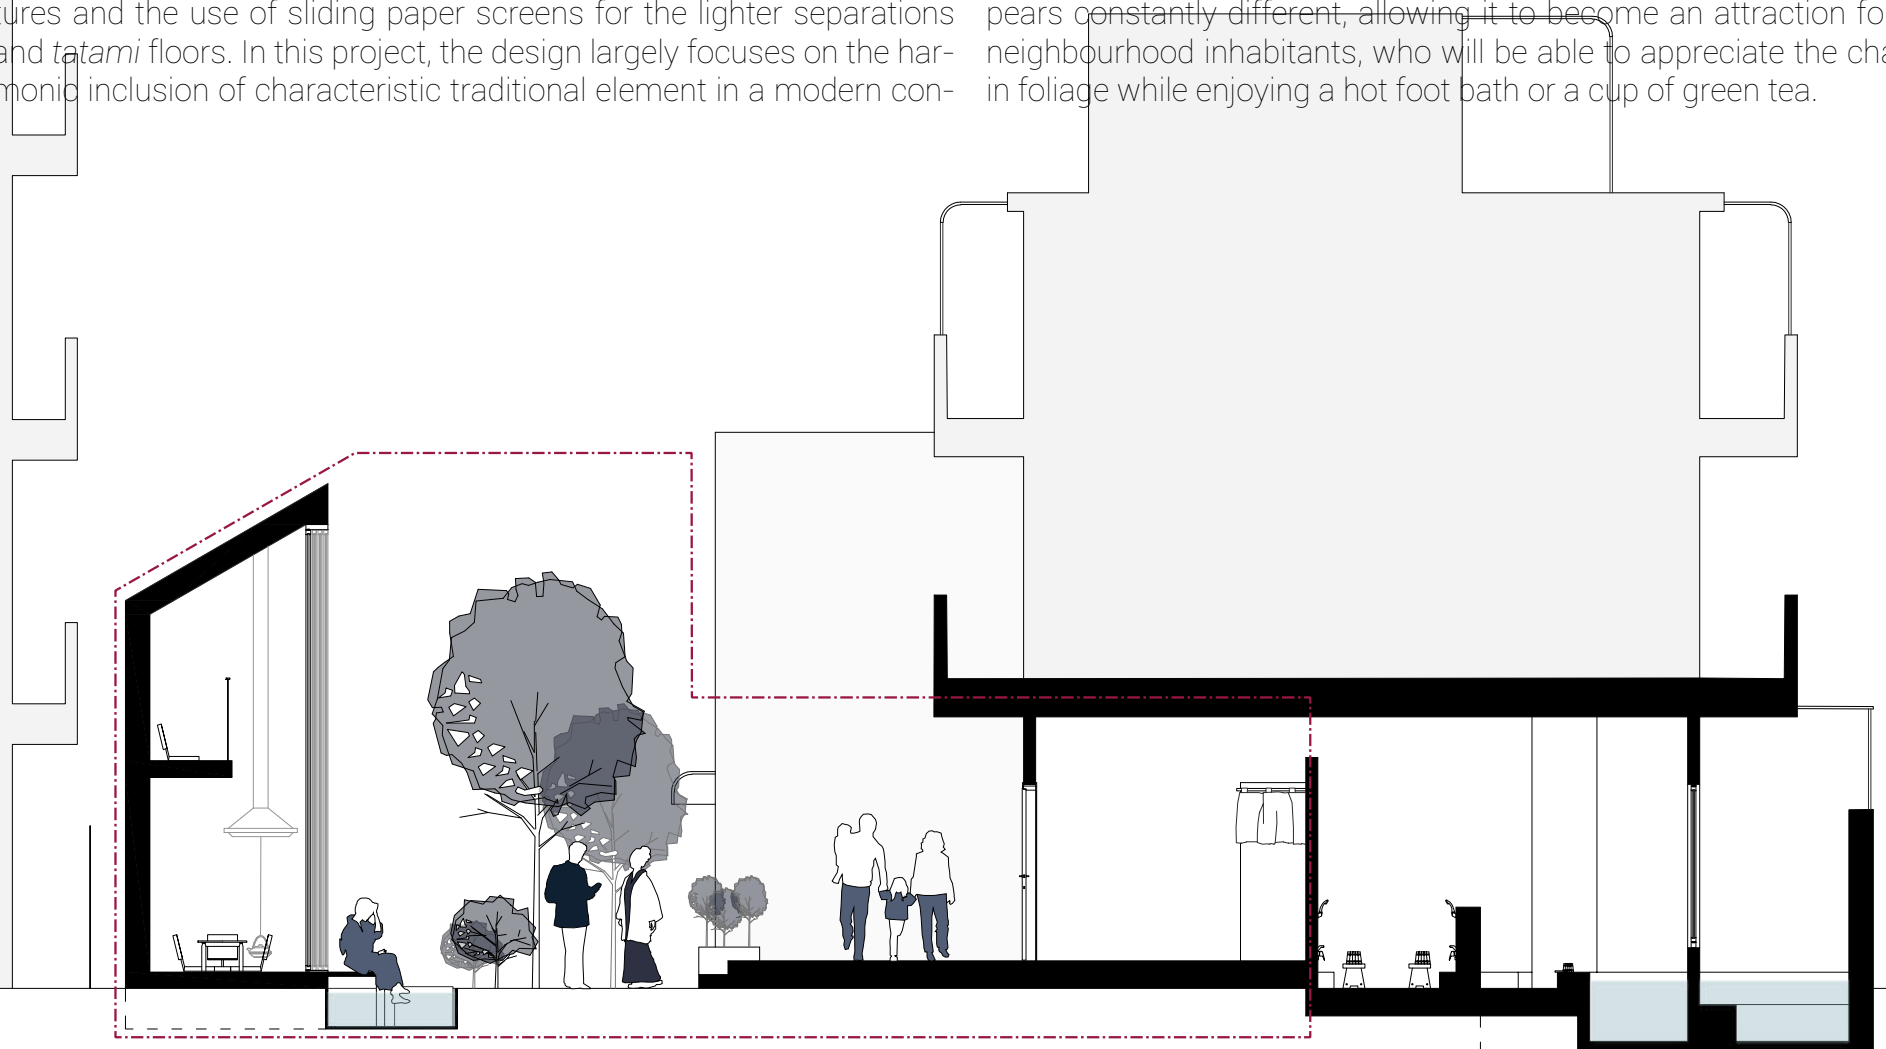 tures and the use of sliding paper screens for the lighter separations
and tatami floors. In this project, the design largely focuses on the har-
monic inclusion of characteristic traditional element in a modern con-
pears constantly different, allowing it to become an attraction
neighbourhood inhabitants, who will be able to appreciate the
in foliage while enjoying a hot foot bath or a cup of green tea.